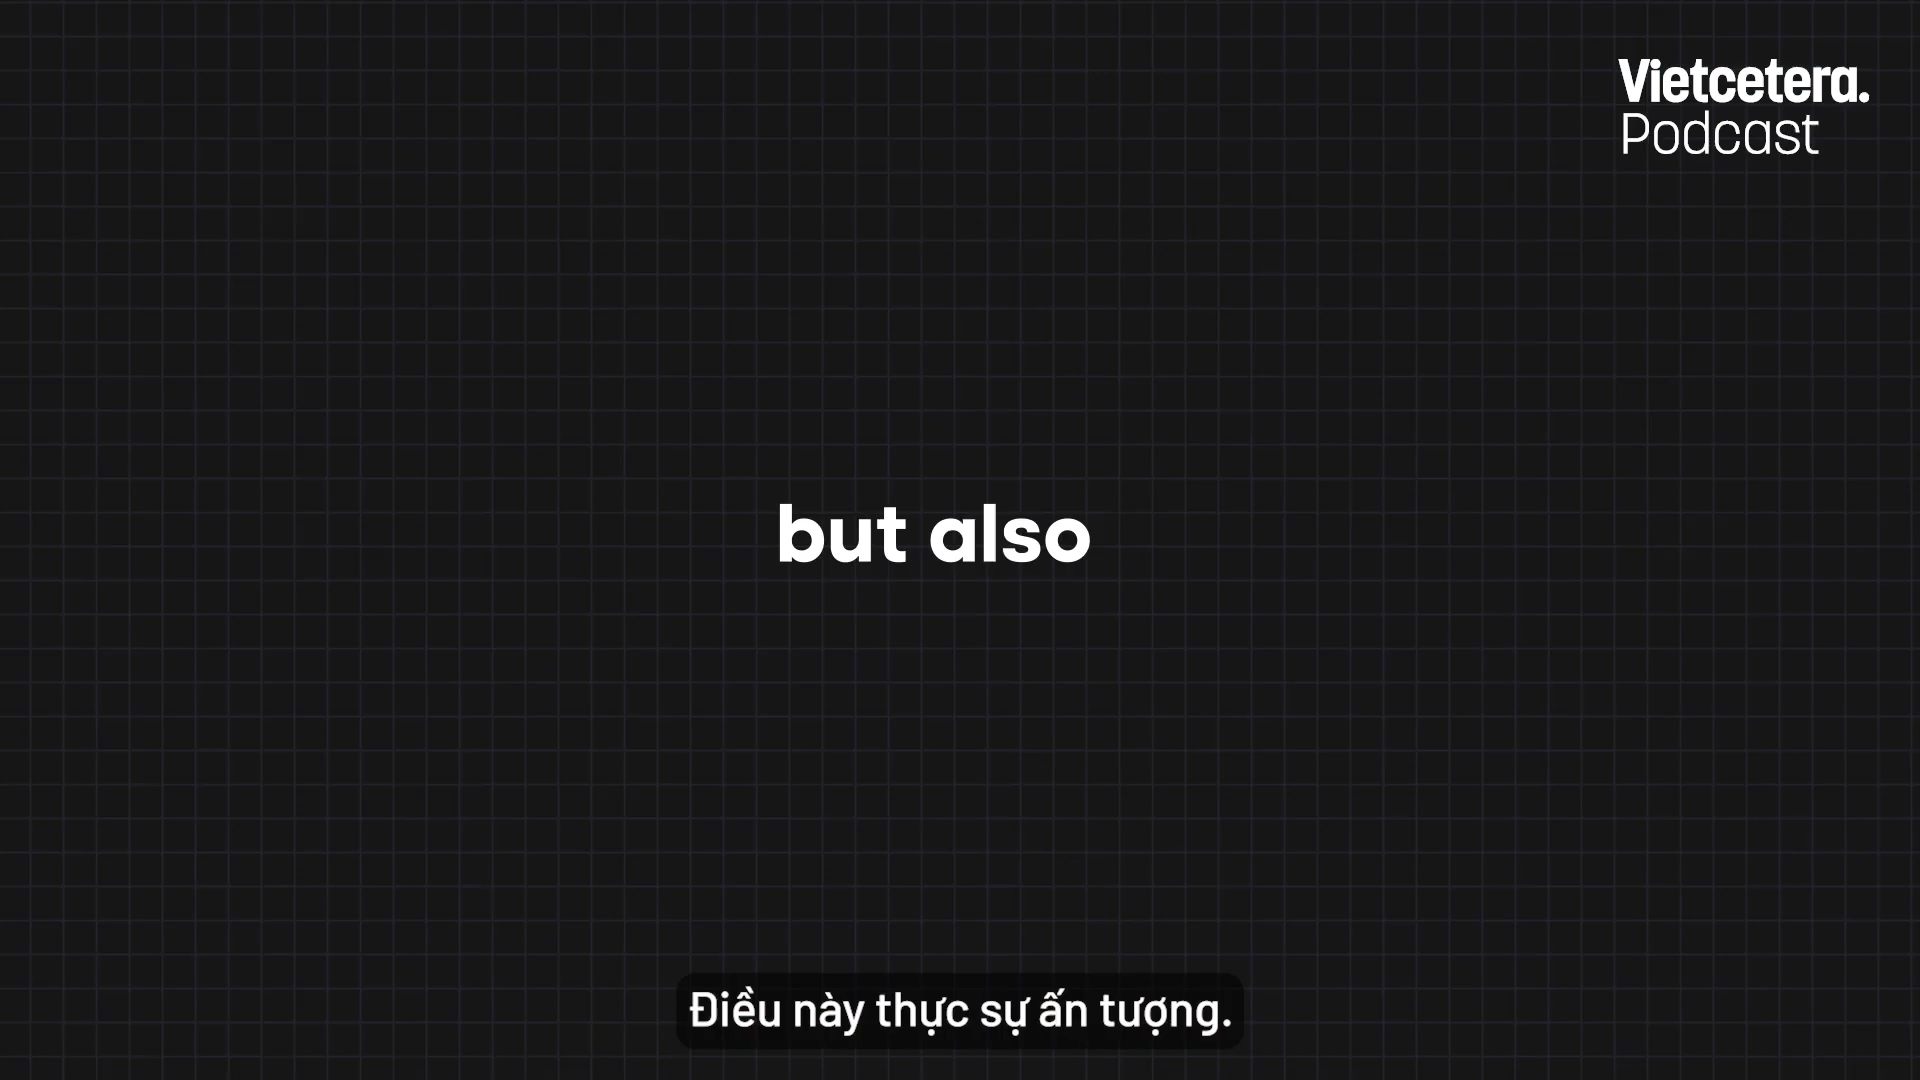 Vietcetera.
Podcast
but also
Điều này thực sự ấn tượng.